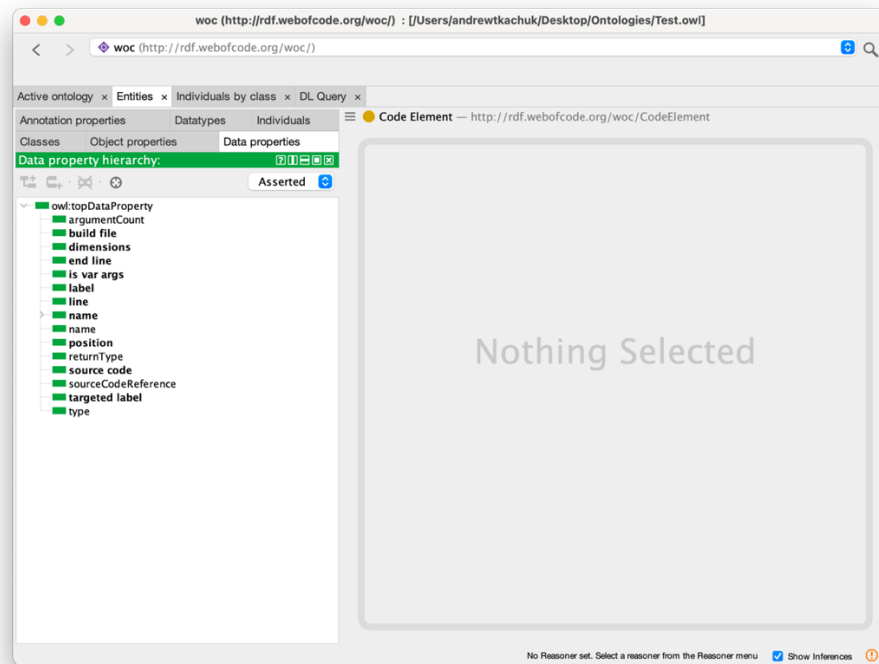 woc (http://rdf.webofcode.org/woc/) : [/Users/andrewtkachuk/Desktop/Ontologies/Test.owl]
woc (http://rdf.webofcode.org/woc/)
Active ontology × Entities × Individuals by class × DL Query ×
Annotation properties Datatypes Individuals
Classes Object properties Data properties
Code Element — http://rdf.webofcode.org/woc/CodeElement
Data property hierarchy:
Asserted
owl:topDataProperty
argumentCount
build file
dimensions
end line
is var args
label
line
name
name
position
returnType
source code
sourceCodeReference
targeted label
type
Nothing Selected
No Reasoner set. Select a reasoner from the Reasoner menu Show Inferences